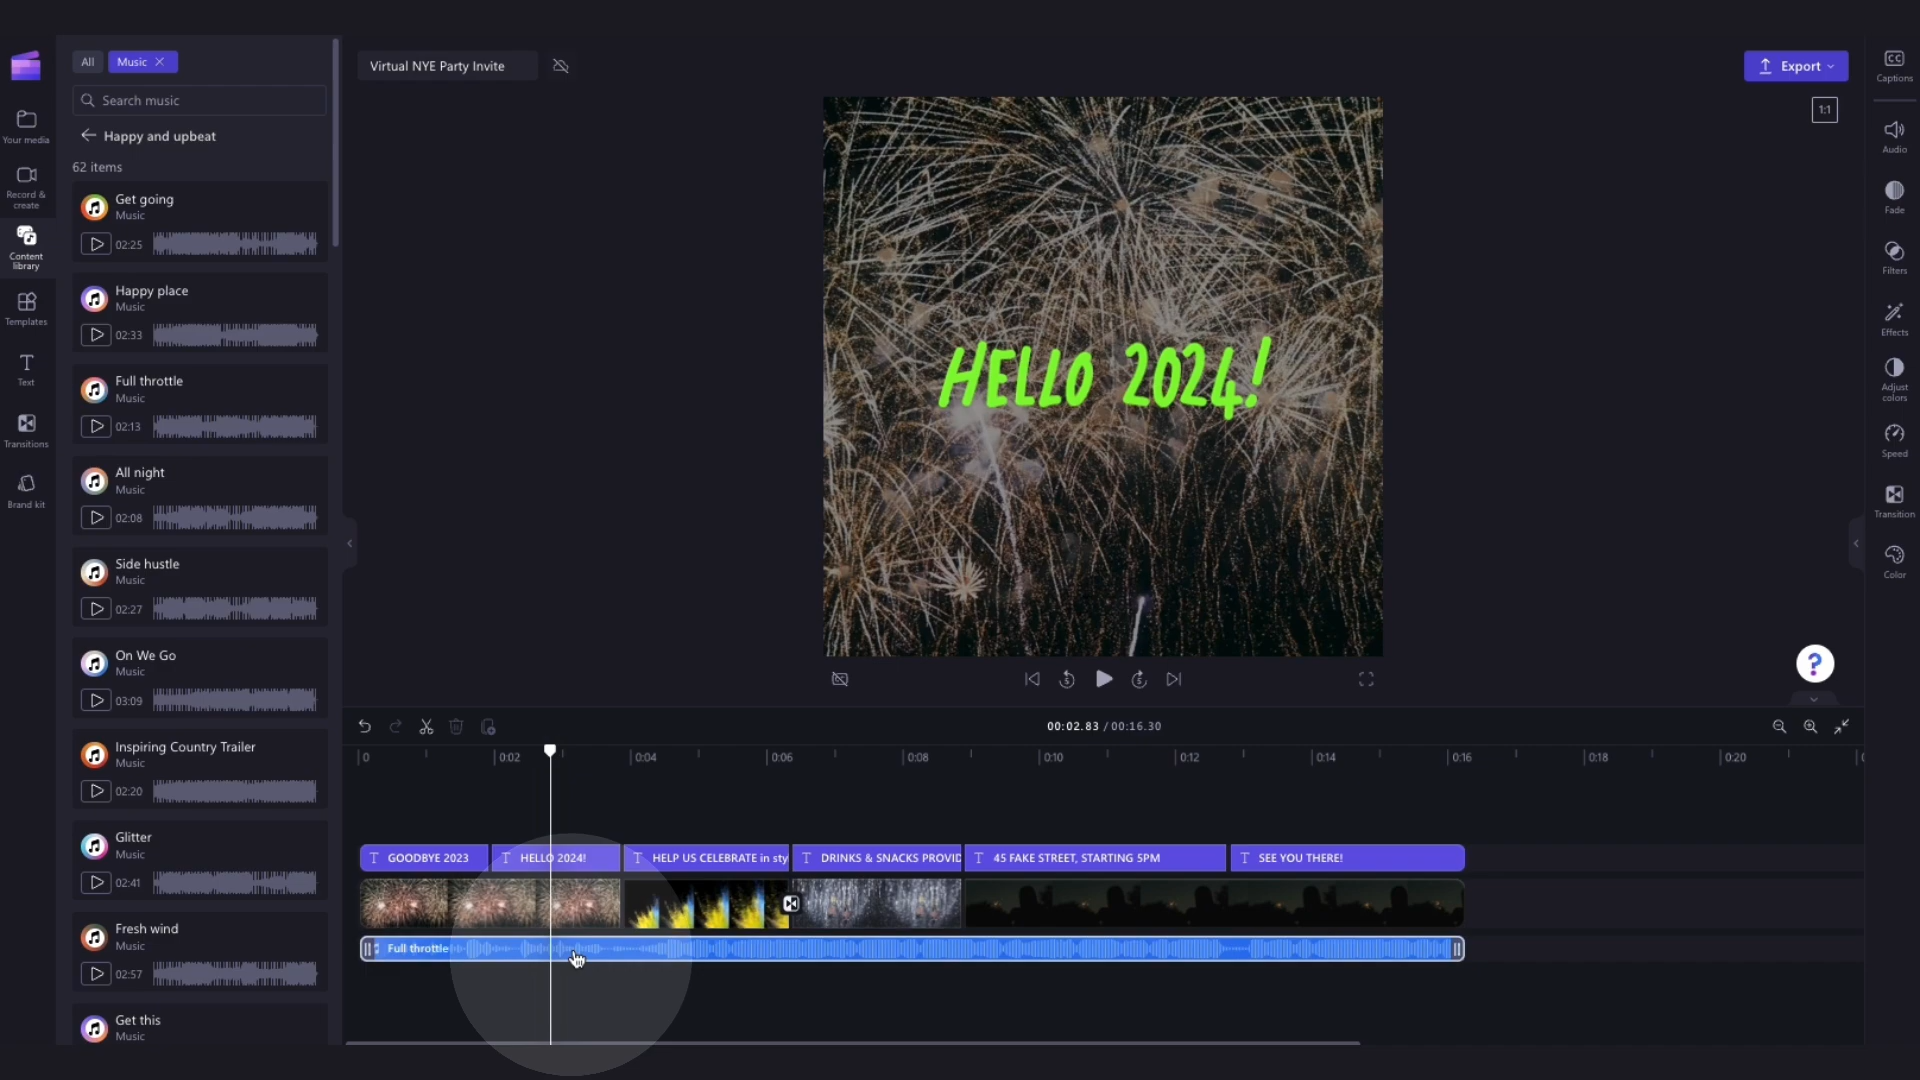 All
Music
Search music
Happy and upbeat
62 items
Get going
Music
02:25
Happy place
Music
02:33
Full throttle
Music
02:13
All night
Music
02:08
Side hustle
Music
02:27
On We Go
Music
03:09
Inspiring Country Trailer
Music
02:20
Glitter
Music
02:41
Fresh wind
Music
02:57
Get this
Music
Your media
Record &
create
Content
library
Templates
Text
Transitions
Brand kit
Virtual NYE Party Invite
Export
1:1
HELLO 2024!
CC
Captions
Audio
Fade
Filters
Effects
Adjust
colors
Speed
Transition
Color
?
5
5
00:02.83 / 00:16.30
0 0:02 0:04 0:06 0:08 0:10 0:12 0:14 0:16 0:18 0:20
T GOODBYE 2023 T HELLO 2024! T HELP US CELEBRATE in sty T DRINKS & SNACKS PROVID T 45 FAKE STREET, STARTING 5PM T SEE YOU THERE!
Full throttle